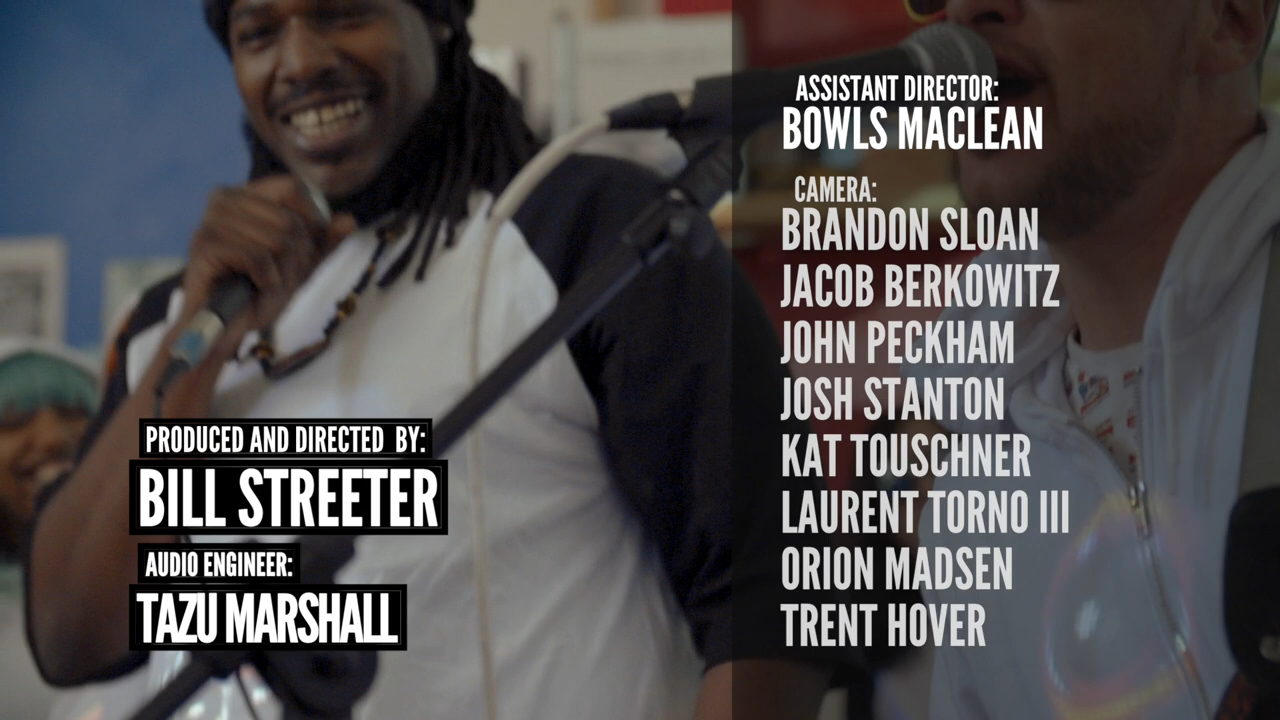 PRODUCED AND DIRECTED BY:
BILL STREETER
AUDIO ENGINEER:
TAZU MARSHALL
ASSISTANT DIRECTOR:
BOWLS MACLEAN
CAMERA:
BRANDON SLOAN
JACOB BERKOWITZ
JOHN PECKHAM
JOSH STANTON
KAT TOUSCHNER
LAURENT TORNO III
ORION MADSEN
TRENT HOVER